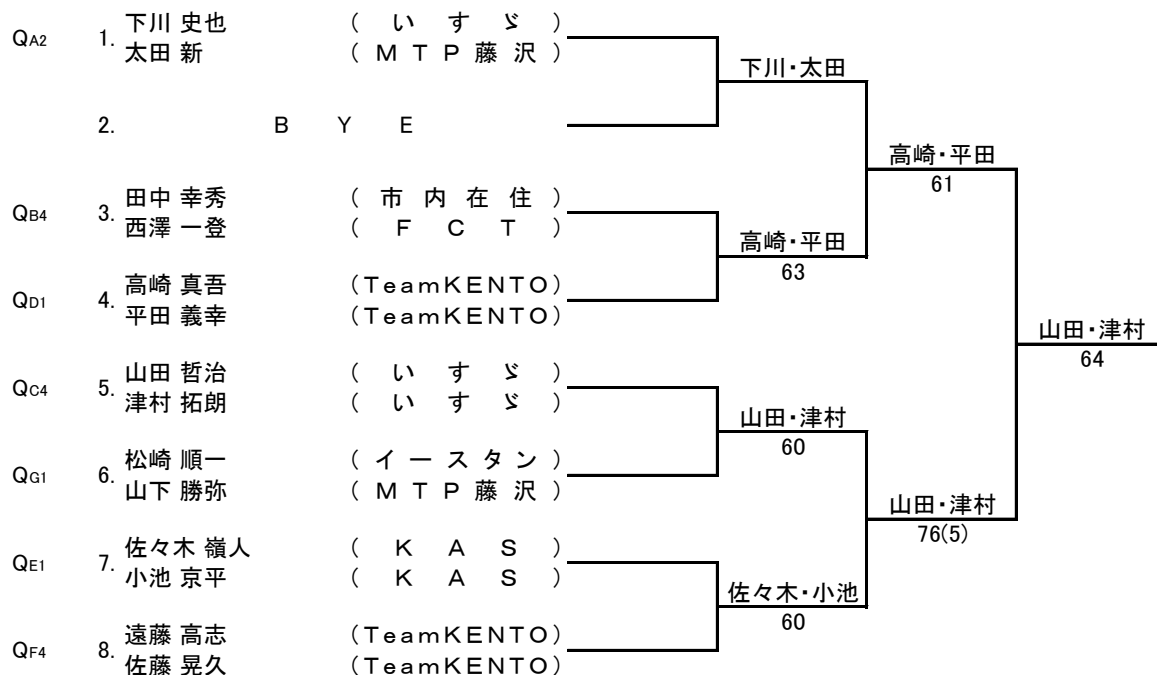 QA2 1. 下川 史也 ( い す ゞ )
太田 新 ( M T P 藤 沢 )
2. B Y E
QB4 3. 田中 幸秀 ( 市 内 在 住 )
西澤 一登 ( F C T )
QD1 4. 高崎 真吾 (TeamKENTO)
平田 義幸 (TeamKENTO)
QC4 5. 山田 哲治 ( い す ゞ )
津村 拓朗 ( い す ゞ )
QG1 6. 松崎 順一 ( イ ー ス タ ン )
山下 勝弥 ( M T P 藤 沢 )
QE1 7. 佐々木 嶺人 ( K A S )
小池 京平 ( K A S )
QF4 8. 遠藤 高志 (TeamKENTO)
佐藤 晃久 (TeamKENTO)
下川・太田
高崎・平田
63
山田・津村
60
佐々木・小池
60
高崎・平田
61
山田・津村
76(5)
山田・津村
64